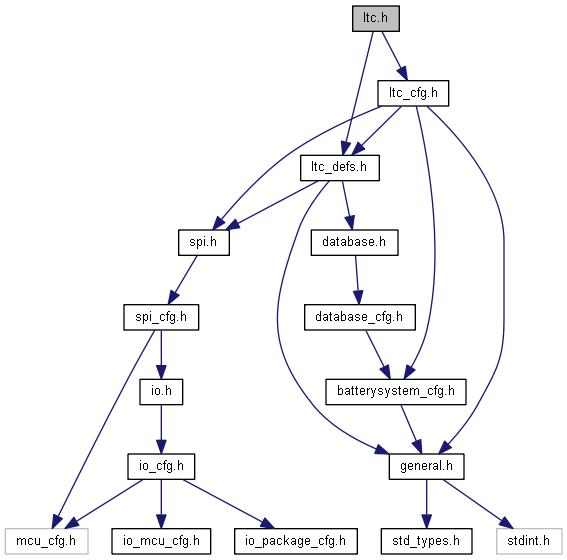 ltc.h
ltc_cfg.h
ltc_defs.h
spi.h
database.h
spi_cfg.h
database_cfg.h
io.h
batterysystem_cfg.h
io_cfg.h
general.h
mcu_cfg.h
io_mcu_cfg.h
io_package_cfg.h
std_types.h
stdint.h